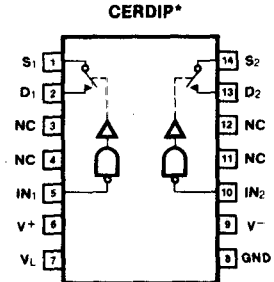 CERDIP*
S1 1 14 S2
D1 2 13 D2
NC 3 12 NC
NC 4 11 NC
IN1 5 10 IN2
V+ 6 9 V−
VL 7 8 GND